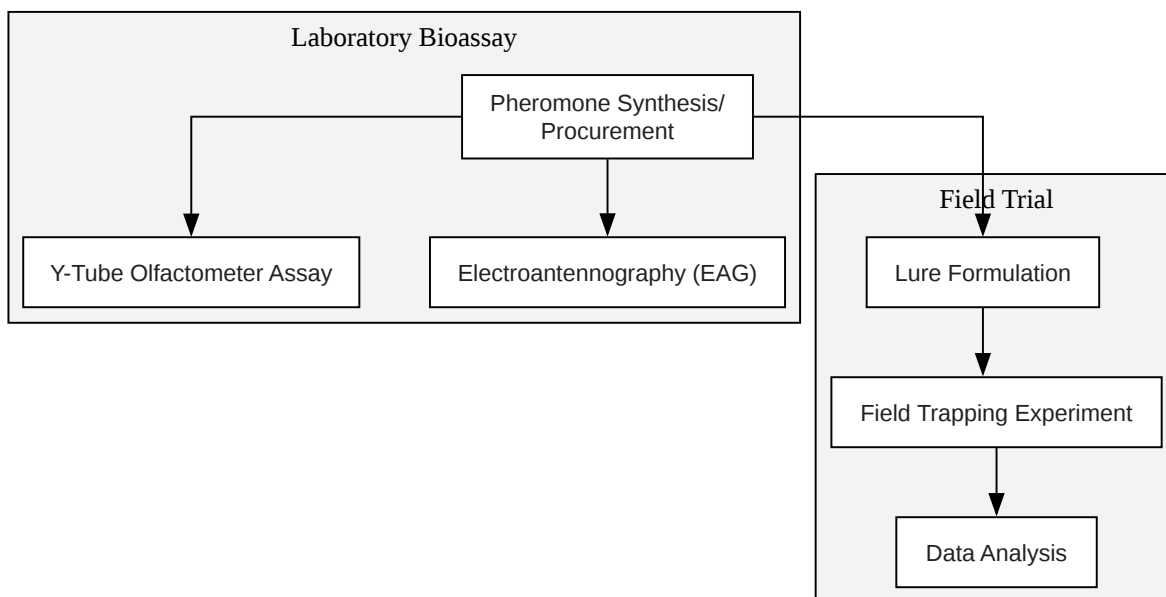 Laboratory Bioassay
Pheromone Synthesis/
Procurement
Field Trial
Y-Tube Olfactometer Assay
Electroantennography (EAG)
Lure Formulation
Field Trapping Experiment
Data Analysis